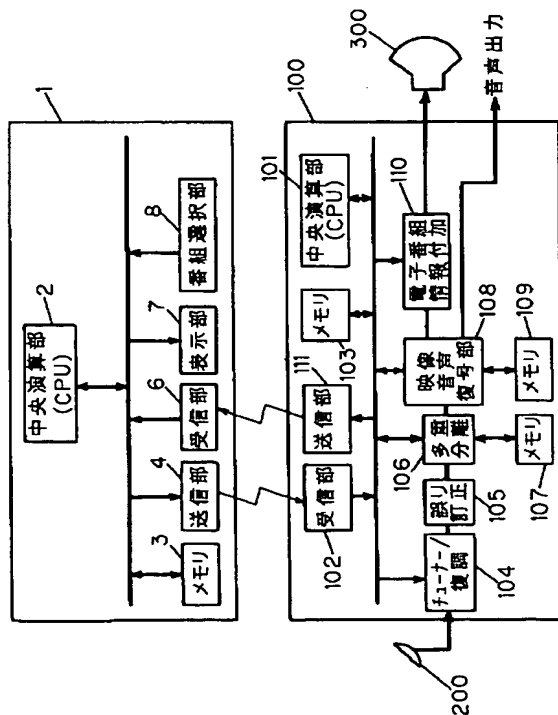 1
中央演算部
(CPU)
2
メモリ
3
送信部
4
受信部
6
表示部
7
番組選択部
8
100
受信部
102
送信部
111
メモリ
103
中央演算部
(CPU)
101
チューナー/
復調
104
誤り
訂正
105
多重
分離
106
映像
音声
復号部
108
電子番組
情報付加
110
メモリ
107
メモリ
109
200
300
音声出力